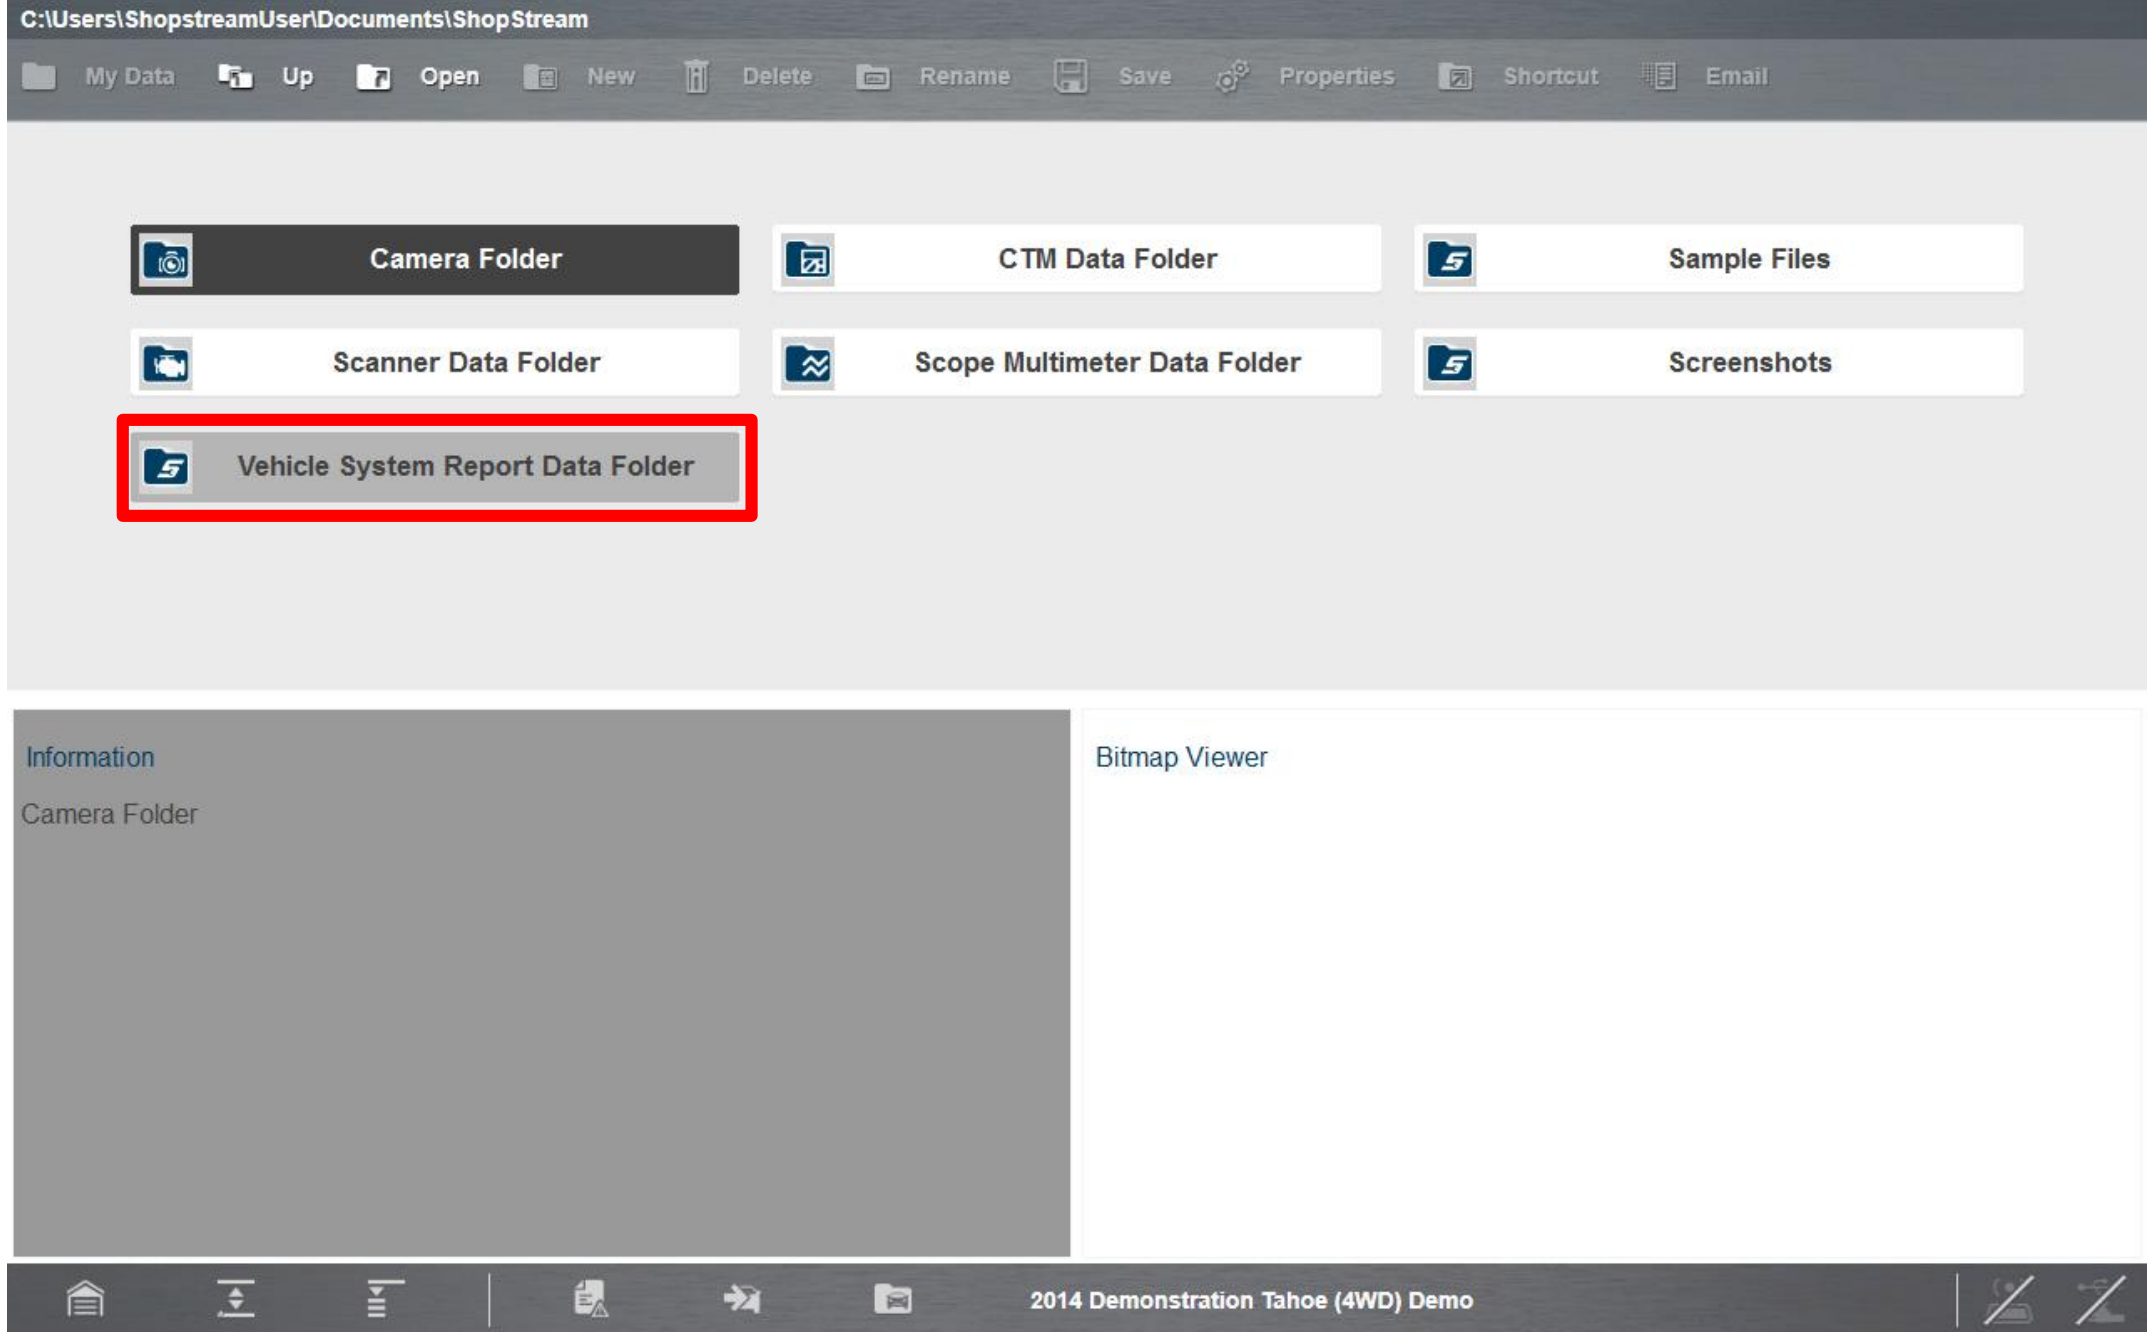 C:\Users\ShopstreamUser\Documents\ShopStream
My Data Up Open New Delete Rename Save Properties Shortcut Email
Camera Folder CTM Data Folder Sample Files
Scanner Data Folder Scope Multimeter Data Folder Screenshots
Vehicle System Report Data Folder
Information Bitmap Viewer
Camera Folder
2014 Demonstration Tahoe (4WD) Demo